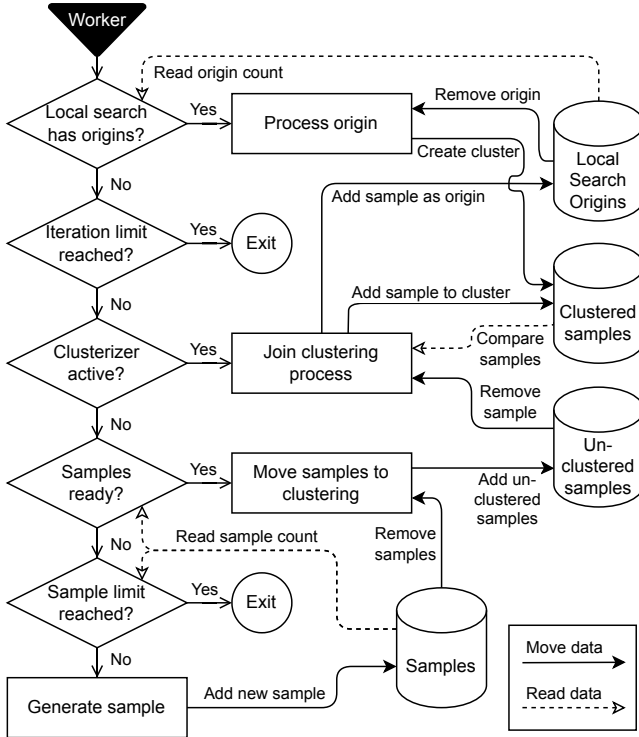 Worker
Read origin count
Local search
has origins?
Yes
Process origin
Remove origin
Create cluster
Local
Search
Origins
No
Add sample as origin
Iteration limit
reached?
Yes
Exit
No
Add sample to cluster
Clustered
samples
Clusterizer
active?
Yes
Join clustering
process
Compare
samples
Remove
sample
No
Un-
clustered
samples
Samples
ready?
Yes
Move samples to
clustering
Add un-
clustered
samples
Remove
samples
No
Read sample count
Sample limit
reached?
Yes
Exit
No
Samples
Move data
Read data
Generate sample
Add new sample